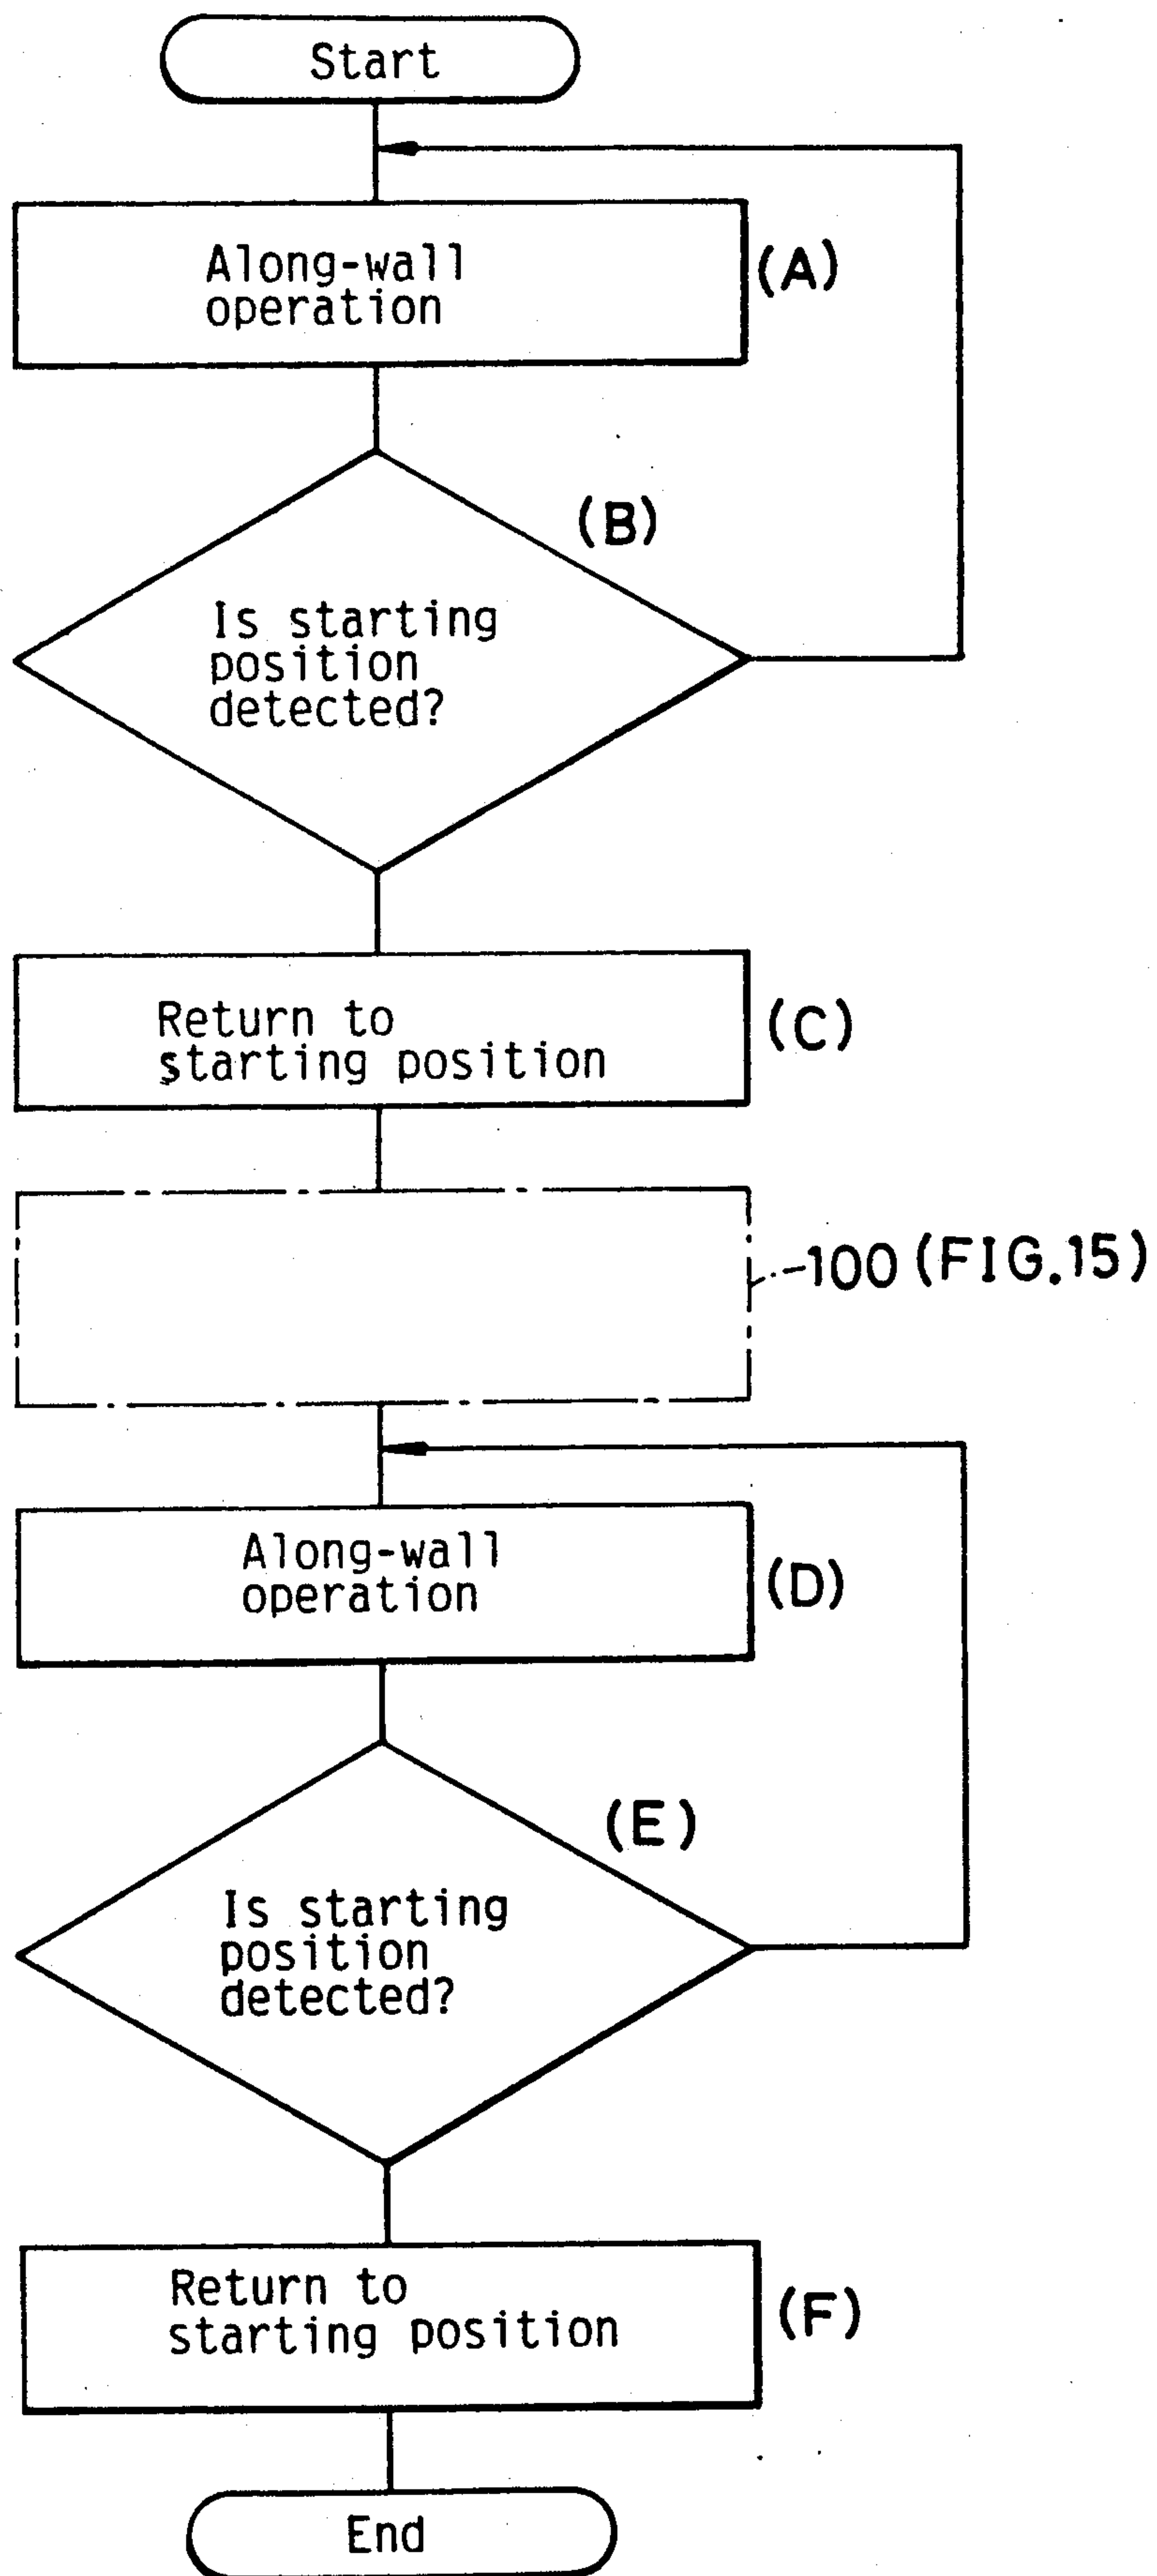 Start
Along-wall
operation
(A)
(B)
Is starting
position
detected?
Return to
starting position
(C)
100 (FIG.15)
Along-wall
operation
(D)
(E)
Is starting
position
detected?
Return to
starting position
(F)
End